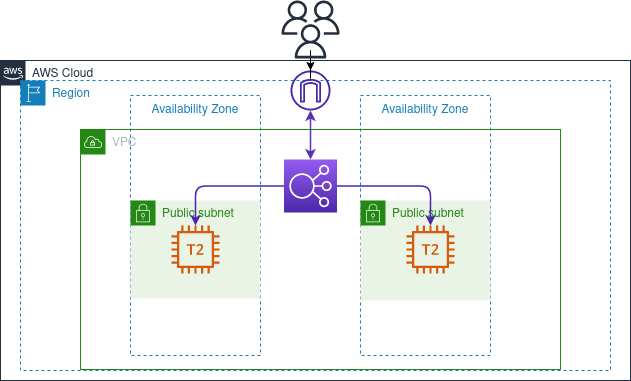 aws
AWS Cloud
Region
Availability Zone
Availability Zone
VPC
Public subnet
Public subnet
T2
T2